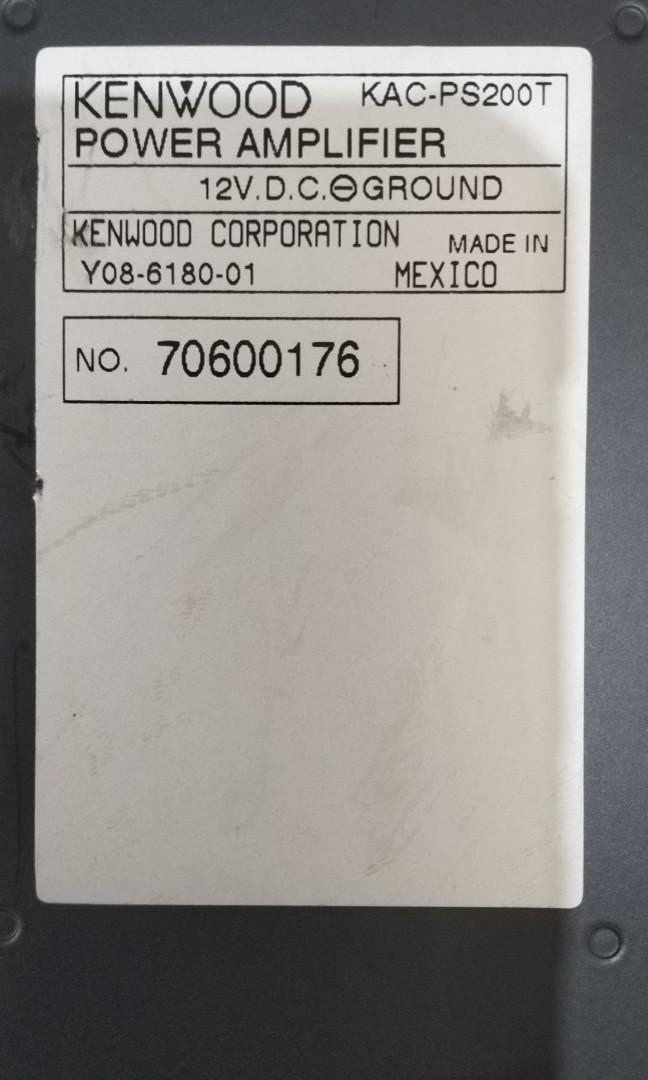 KENWOOD KAC-PS200T
POWER AMPLIFIER
12V.D.C.⊖GROUND
KENWOOD CORPORATION MADE IN
Y08-6180-01 MEXICO
NO. 70600176